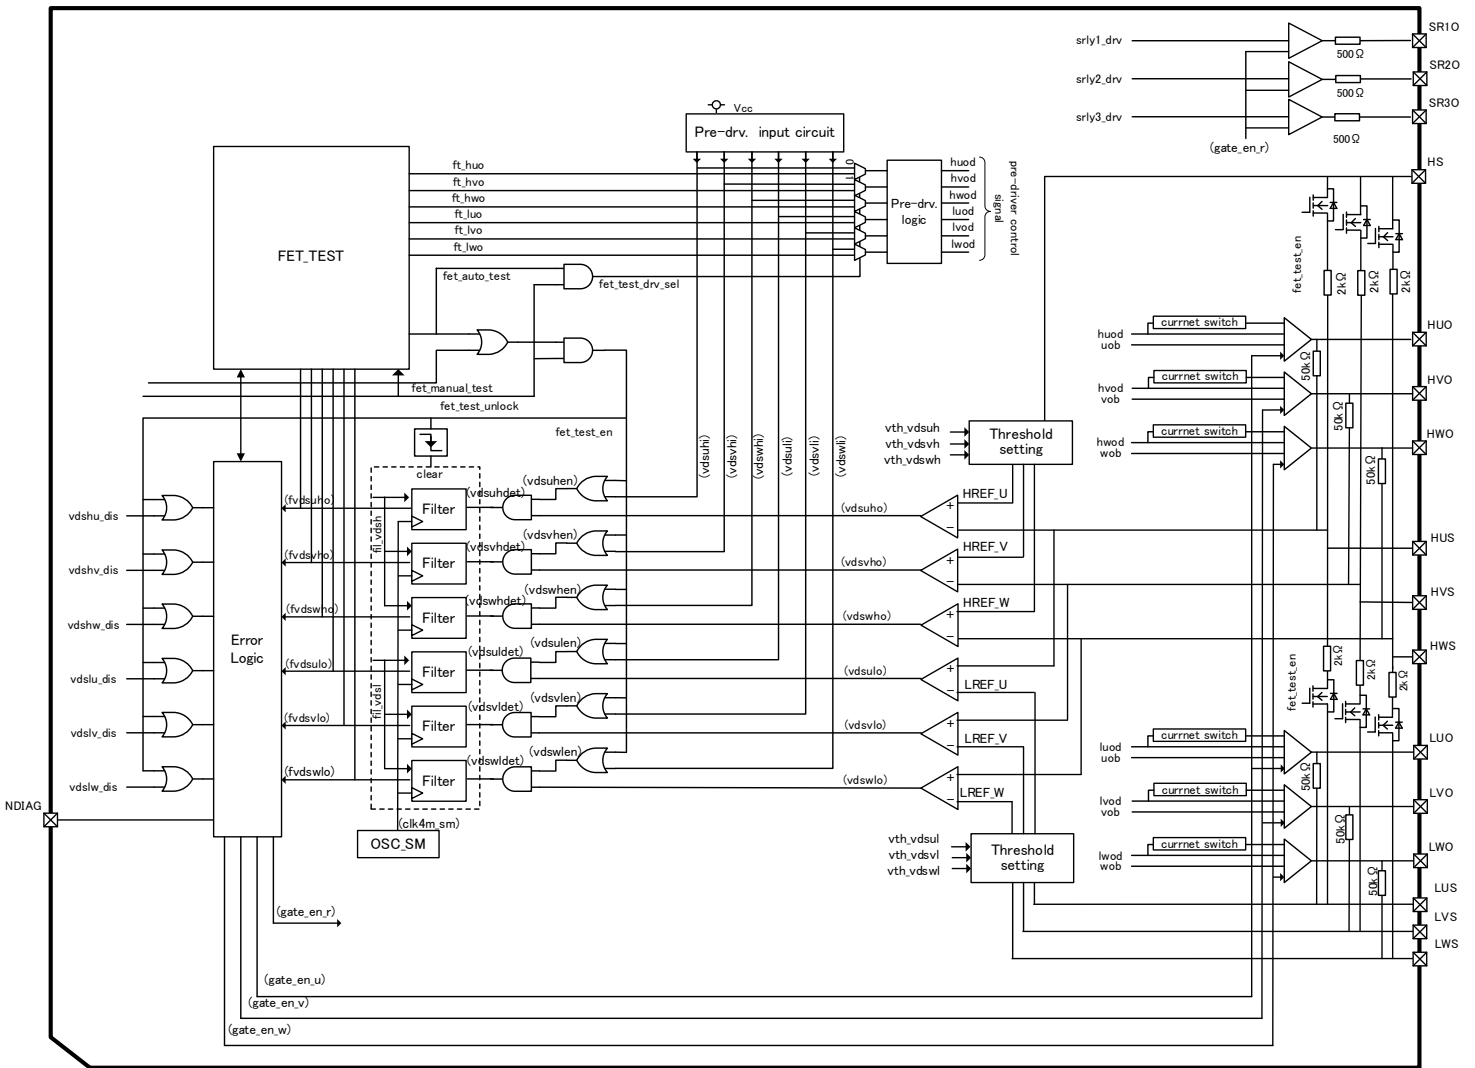 SR1O
srly1_drv
500Ω
SR2O
srly2_drv
500Ω
SR3O
srly3_drv
500Ω
(gate_en_r)
Vcc
Pre-drv. input circuit
HS
ft_huo
ft_hvo
ft_hwo
ft_luo
ft_lvo
ft_lwo
0
1
Pre-drv.
logic
huod
hvod
hwod
luod
lvod
lwod
pre-driver control
signal
FET_TEST
fet_auto_test
fet_test_drv_sel
fet_manual_test
fet_test_unlock
fet_test_en
fet_test_en
2kΩ
2kΩ
2kΩ
currnet switch
huod
uob
HUO
50kΩ
currnet switch
hvod
vob
HVO
50kΩ
currnet switch
hwod
wob
HWO
50kΩ
(vdsuhi)
(vdsvhi)
(vdswhi)
(vdsuli)
(vdsvli)
(vdswli)
vth_vdsuh
vth_vdsvh
vth_vdswh
Threshold
setting
clear
fil_vdsh
fil_vdsl
vdshu_dis
(fvdsuho)
Filter
(vdsuhdet)
(vdsuhen)
(vdsuho)
HREF_U
+
−
HUS
vdshv_dis
(fvdsvho)
Filter
(vdsvhdet)
(vdsvhen)
(vdsvho)
HREF_V
+
−
HVS
vdshw_dis
(fvdswho)
Filter
(vdswhdet)
(vdswhen)
(vdswho)
HREF_W
+
−
HWS
Error
Logic
vdslu_dis
(fvdsulo)
Filter
(vdsuldet)
(vdsulen)
(vdsulo)
+
−
LREF_U
fet_test_en
2kΩ
2kΩ
2kΩ
vdslv_dis
(fvdsvlo)
Filter
(vdsvldet)
(vdsvlen)
(vdsvlo)
+
−
LREF_V
vdslw_dis
(fvdswlo)
Filter
(vdswldet)
(vdswlen)
(vdswlo)
+
−
LREF_W
currnet switch
luod
uob
LUO
50kΩ
currnet switch
lvod
vob
LVO
50kΩ
currnet switch
lwod
wob
LWO
50kΩ
NDIAG
(clk4m_sm)
OSC_SM
vth_vdsul
vth_vdsvl
vth_vdswl
Threshold
setting
LUS
LVS
LWS
(gate_en_r)
(gate_en_u)
(gate_en_v)
(gate_en_w)